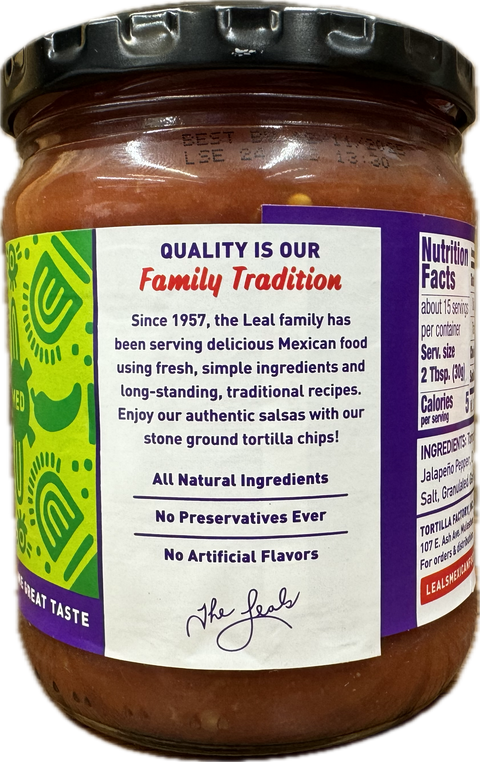 BEST B
LSE 24 13:30
QUALITY IS OUR
Family Tradition
Since 1957, the Leal family has
been serving delicious Mexican food
using fresh, simple ingredients and
long-standing, traditional recipes.
Enjoy our authentic salsas with our
stone ground tortilla chips!
All Natural Ingredients
No Preservatives Ever
No Artificial Flavors
The Leals
GREAT TASTE
Nutrition
Facts
about 15 servings
per container
Serv. size
2 Tbsp. (30g)
Calories 5
per serving
INGREDIENTS:
Jalapeño Pepper
Salt, Granulated
TORTILLA FACTORY,
107 E. Ash Ave,
For orders &